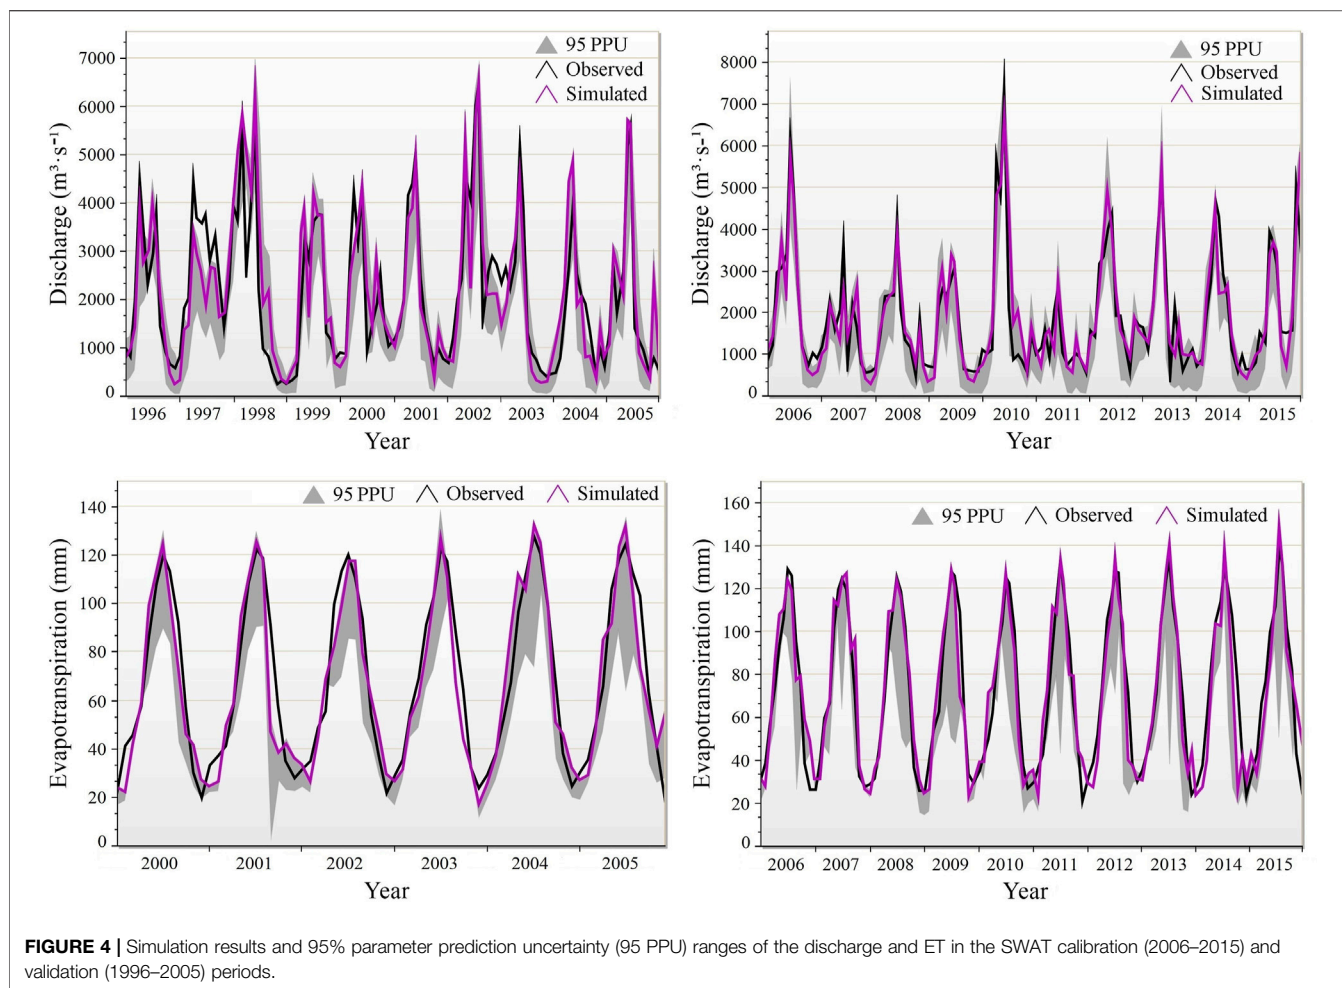 95 PPU
Observed
Simulated
7000
6000
5000
4000
3000
2000
1000
0
Discharge (m³·s-¹)
1996 1997 1998 1999 2000 2001 2002 2003 2004 2005
Year
95 PPU
Observed
Simulated
8000
7000
6000
5000
4000
3000
2000
1000
0
Discharge (m³·s-¹)
2006 2007 2008 2009 2010 2011 2012 2013 2014 2015
Year
95 PPU Observed Simulated
140
120
100
80
60
40
20
0
Evapotranspiration (mm)
2000 2001 2002 2003 2004 2005
Year
95 PPU Observed Simulated
160
140
120
100
80
60
40
20
0
Evapotranspiration (mm)
2006 2007 2008 2009 2010 2011 2012 2013 2014 2015
Year
FIGURE 4 | Simulation results and 95% parameter prediction uncertainty (95 PPU) ranges of the discharge and ET in the SWAT calibration (2006–2015) and
validation (1996–2005) periods.